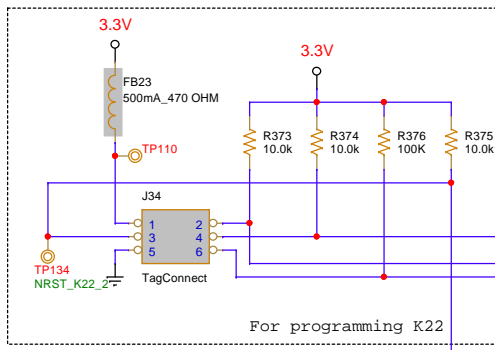 3.3V
FB23
500mA_470 OHM
3.3V
TP110
R373
10.0k
R374
10.0k
R376
100K
R375
10.0k
J34
1 2
3 4
5 6
TP134
NRST_K22_2
TagConnect
For programming K22